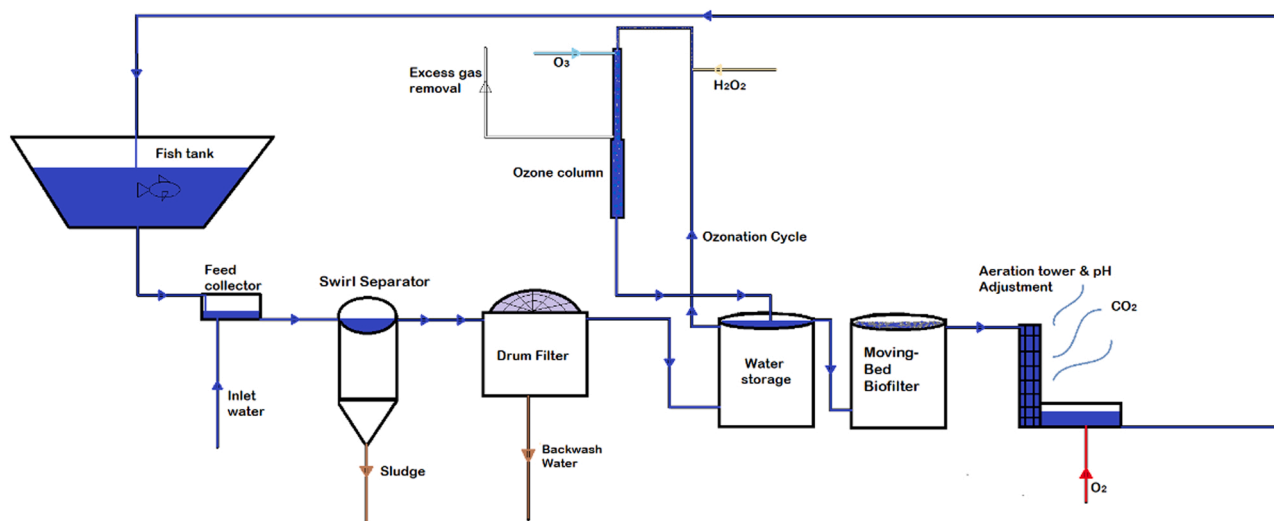 O₃
Excess gas
removal
H₂O₂
Fish tank
Ozone column
Ozonation Cycle
Feed
collector
Swirl Separator
Aeration tower & pH
Adjustment
CO₂
Drum Filter
Water
storage
Moving-
Bed
Biofilter
Inlet
water
Sludge
Backwash
Water
O₂